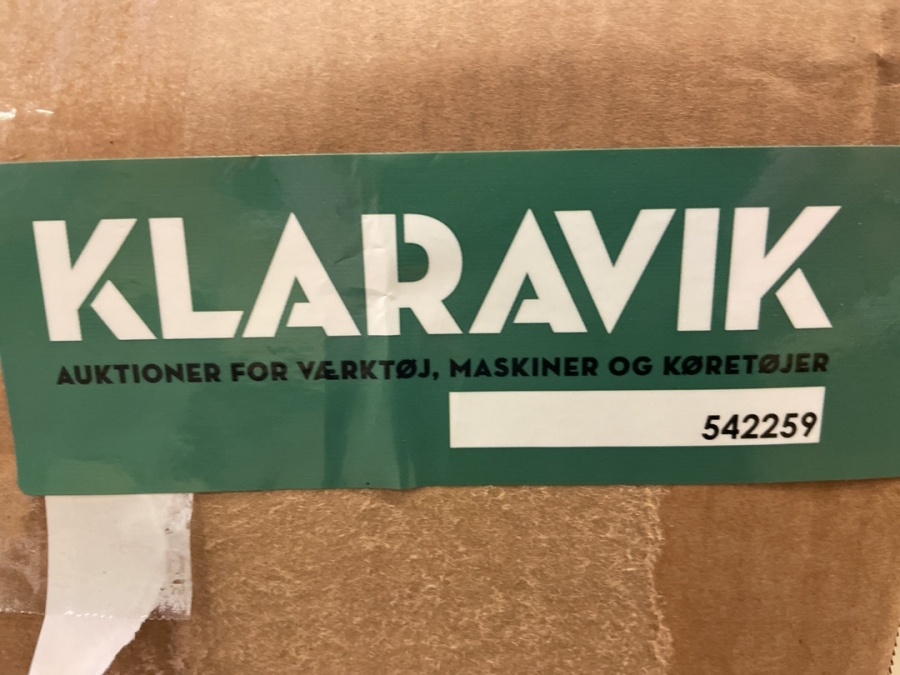 KLARAVIK
AUKTIONER FOR VÆRKTØJ, MASKINER OG KØRETØJER
542259